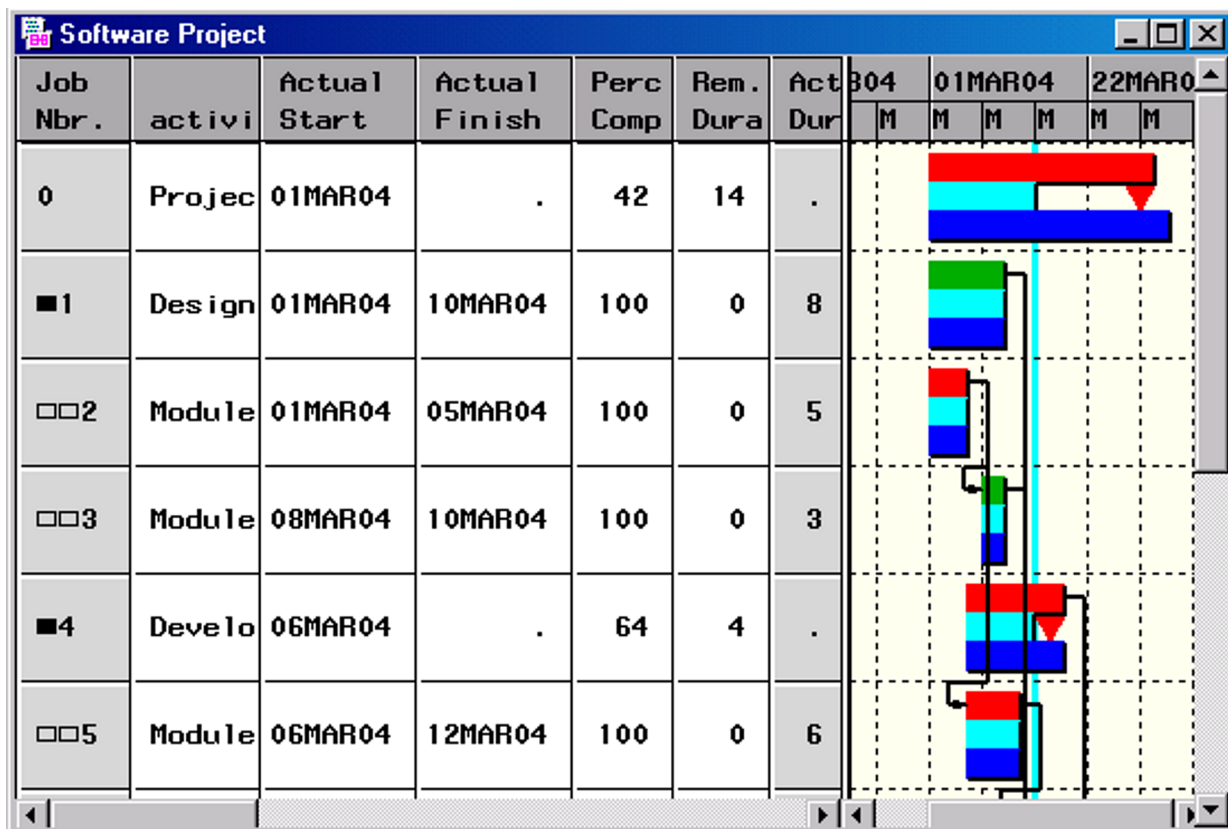 Software Project
Job Nbr. activi Actual Start Actual Finish Perc Comp Rem. Dura Act Dur 304 01MAR04 22MAR0
M M M M M M
0 Projec 01MAR04 . 42 14 .
1 Design 01MAR04 10MAR04 100 0 8
2 Module 01MAR04 05MAR04 100 0 5
3 Module 08MAR04 10MAR04 100 0 3
4 Develo 06MAR04 . 64 4 .
5 Module 06MAR04 12MAR04 100 0 6